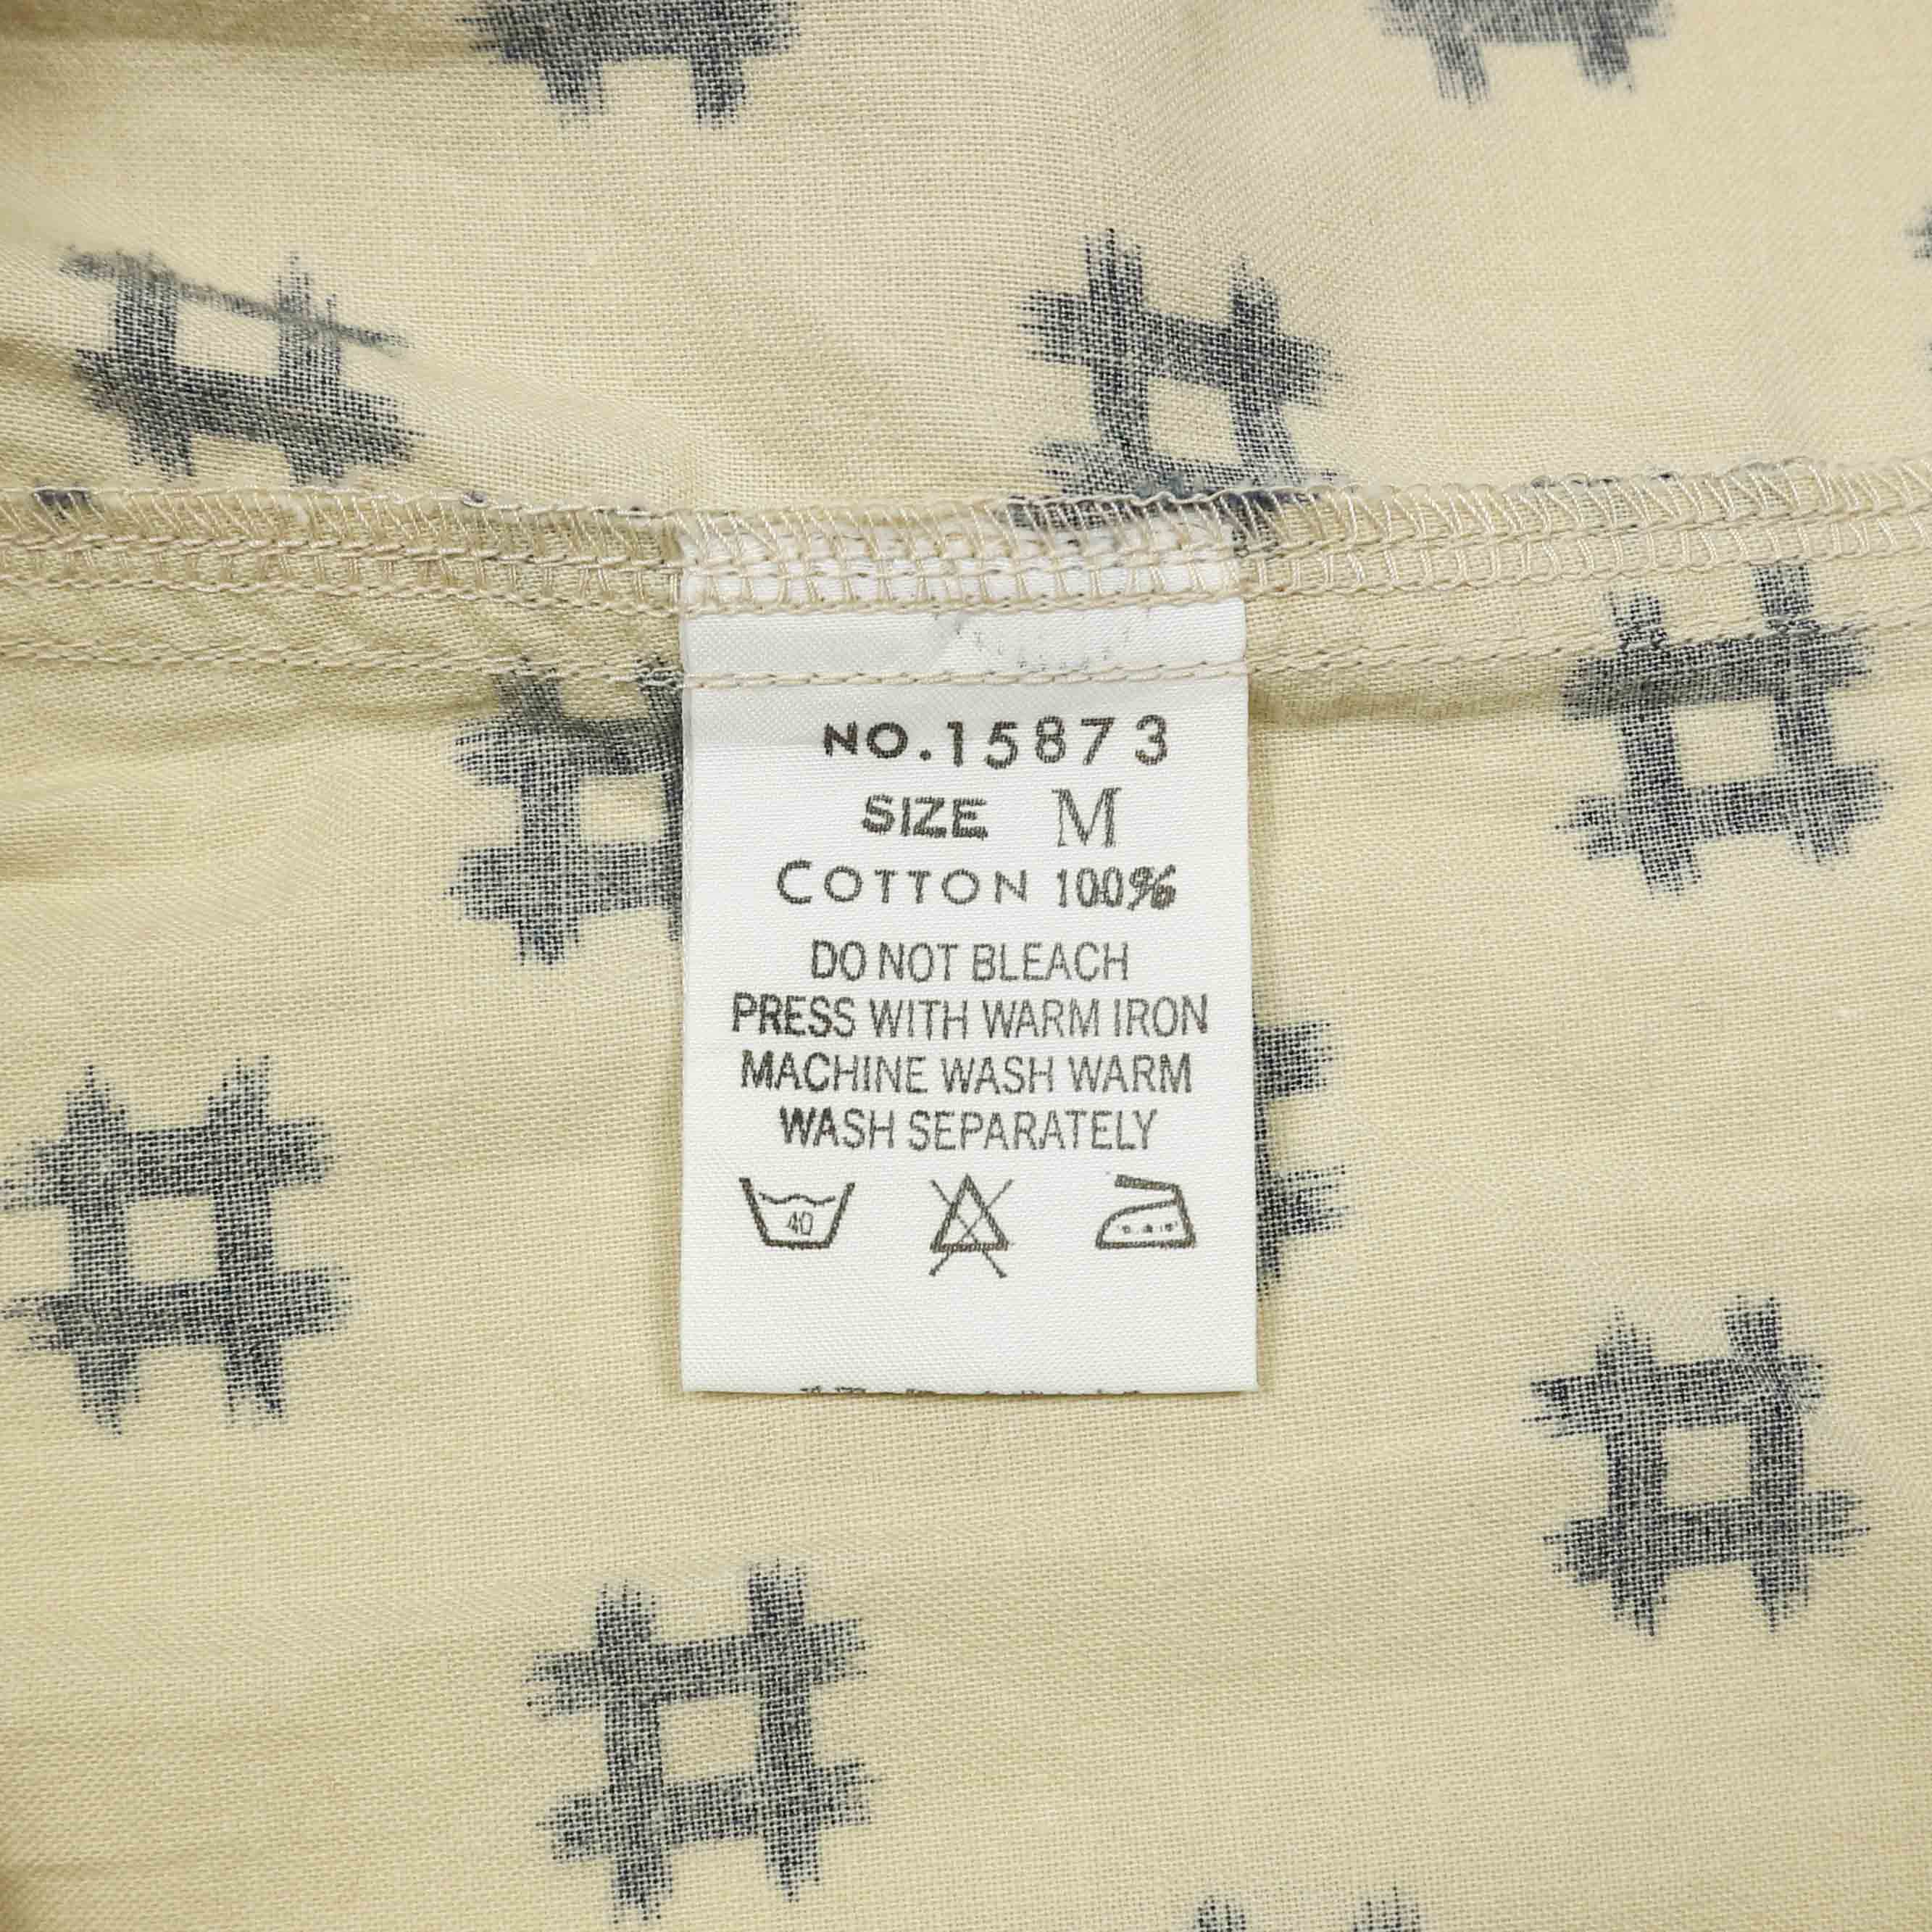 NO.15873
SIZE M
COTTON 100%
DO NOT BLEACH
PRESS WITH WARM IRON
MACHINE WASH WARM
WASH SEPARATELY
40